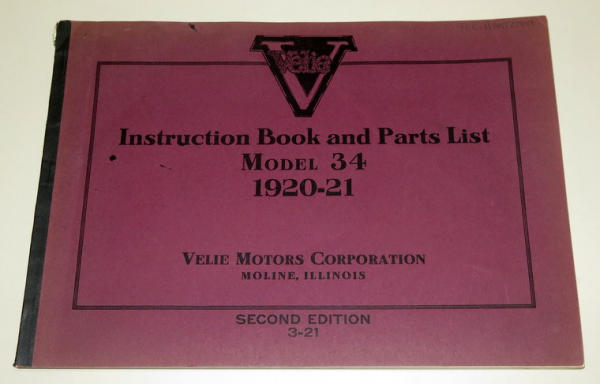 Velie
Instruction Book and Parts List
MODEL 34
1920-21
VELIE MOTORS CORPORATION
MOLINE, ILLINOIS
SECOND EDITION
3-21